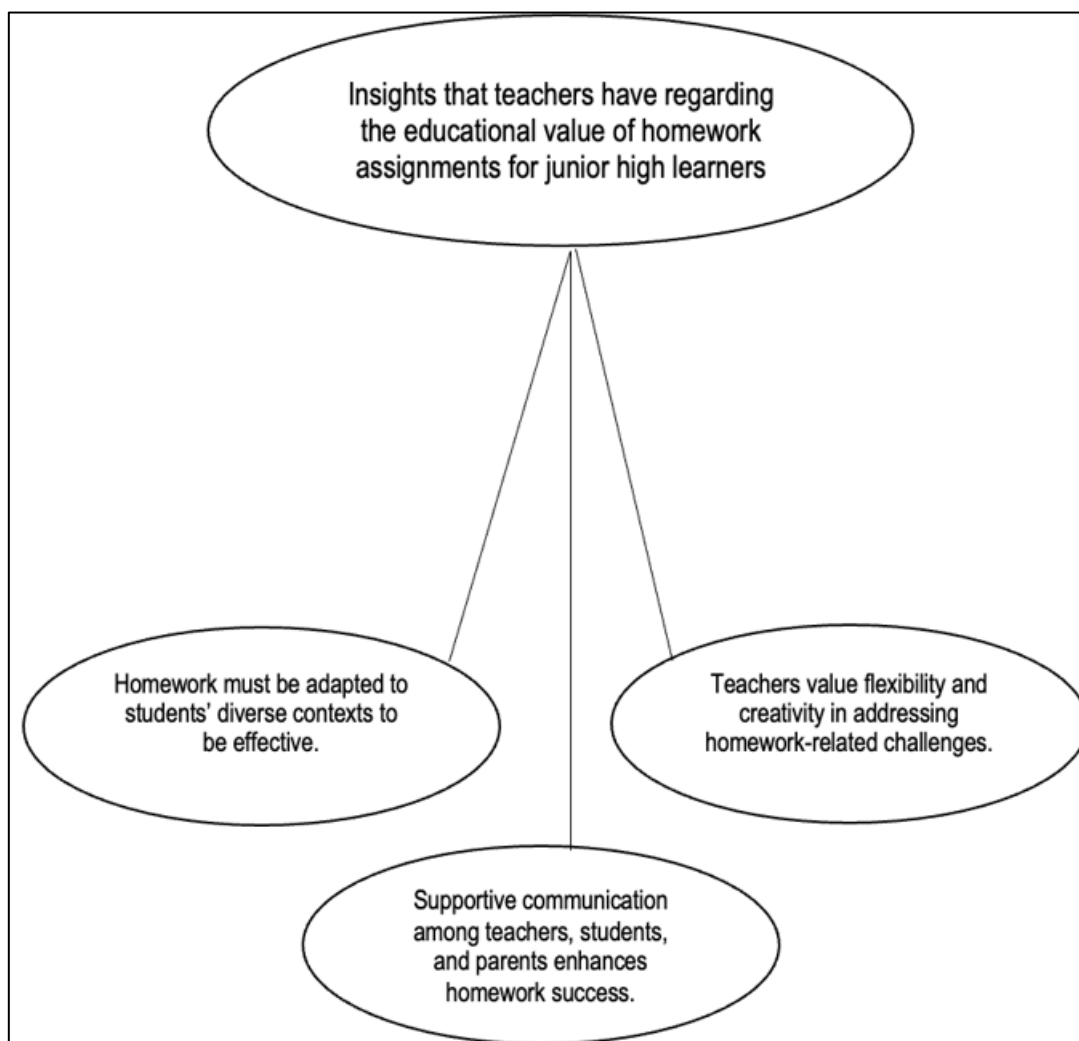 Insights that teachers have regarding
the educational value of homework
assignments for junior high learners
Homework must be adapted to
students’ diverse contexts to
be effective.
Teachers value flexibility and
creativity in addressing
homework-related challenges.
Supportive communication
among teachers, students,
and parents enhances
homework success.